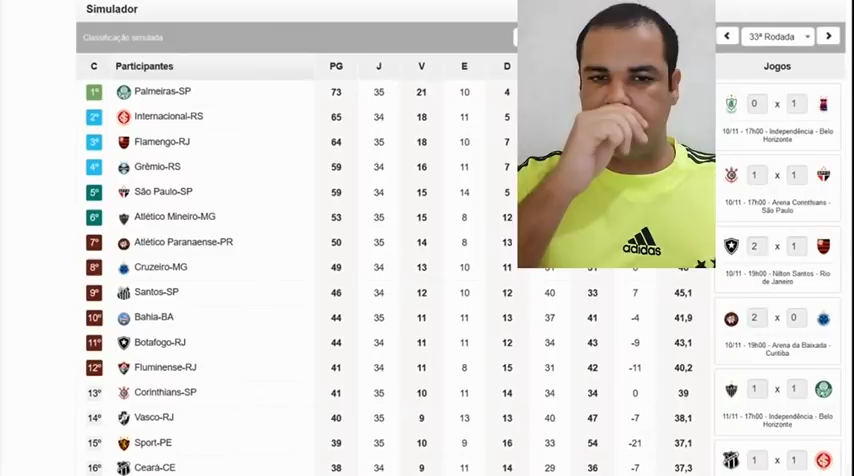 Simulador
Classificação simulada
33ª Rodada
C Participantes PG J V E D
Jogos
1º Palmeiras-SP 73 35 21 10 4
2º Internacional-RS 65 34 18 11 5
3º Flamengo-RJ 64 35 18 10 7
4º Grêmio-RS 59 34 16 11 7
5º São Paulo-SP 59 34 15 14 5
6º Atlético Mineiro-MG 53 35 15 8 12
7º Atlético Paranaense-PR 50 35 14 8 13
8º Cruzeiro-MG 49 34 13 10 11
9º Santos-SP 46 34 12 10 12 40 33 7 45,1
10º Bahia-BA 44 35 11 11 13 37 41 -4 41,9
11º Botafogo-RJ 44 34 11 11 12 34 43 -9 43,1
12º Fluminense-RJ 41 34 11 8 15 31 42 -11 40,2
13º Corinthians-SP 41 35 10 11 14 34 34 0 39
14º Vasco-RJ 40 35 9 13 13 40 47 -7 38,1
15º Sport-PE 39 35 10 9 16 33 54 -21 37,1
16º Ceará-CE 38 34 9 11 14 29 36 -7 37,3
0 x 1
10/11 - 17h00 - Independência - Belo
Horizonte
1 x 1
10/11 - 17h00 - Arena Corinthians -
São Paulo
2 x 1
10/11 - 19h00 - Nilton Santos - Rio
de Janeiro
2 x 0
10/11 - 19h00 - Arena da Baixada -
Curitiba
1 x 1
11/11 - 17h00 - Independência - Belo
Horizonte
1 x 1
adidas